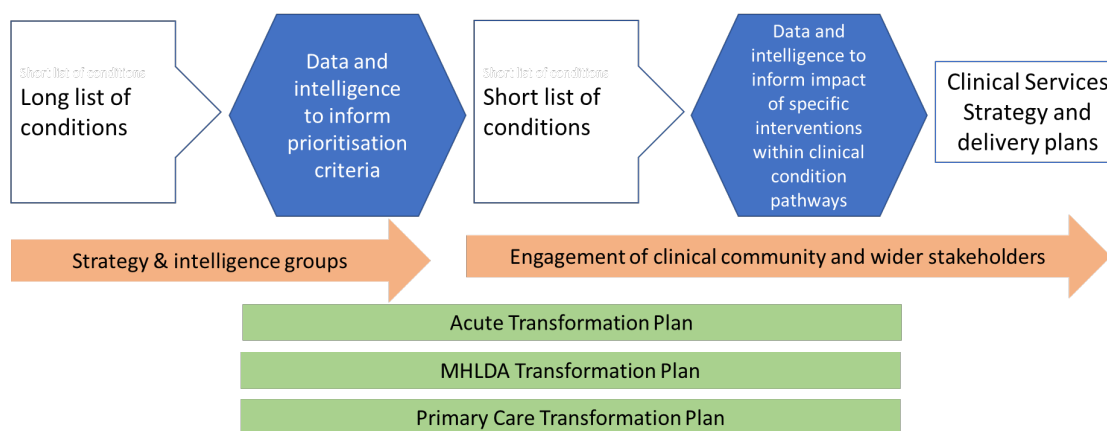 Short list of conditions
Long list of
conditions
Data and
intelligence
to inform
prioritisation
criteria
Short list of conditions
Short list of
conditions
Data and
intelligence to
inform impact
of specific
interventions
within clinical
condition
pathways
Clinical Services
Strategy and
delivery plans
Strategy & intelligence groups
Engagement of clinical community and wider stakeholders
Acute Transformation Plan
MHLDA Transformation Plan
Primary Care Transformation Plan